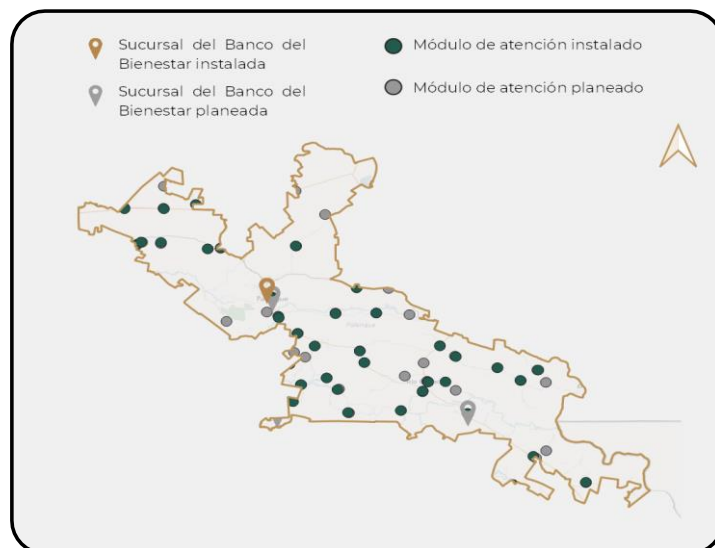 Sucursal del Banco del
Bienestar instalada
Sucursal del Banco del
Bienestar planeada
Módulo de atención instalado
Módulo de atención planeado
Palenque